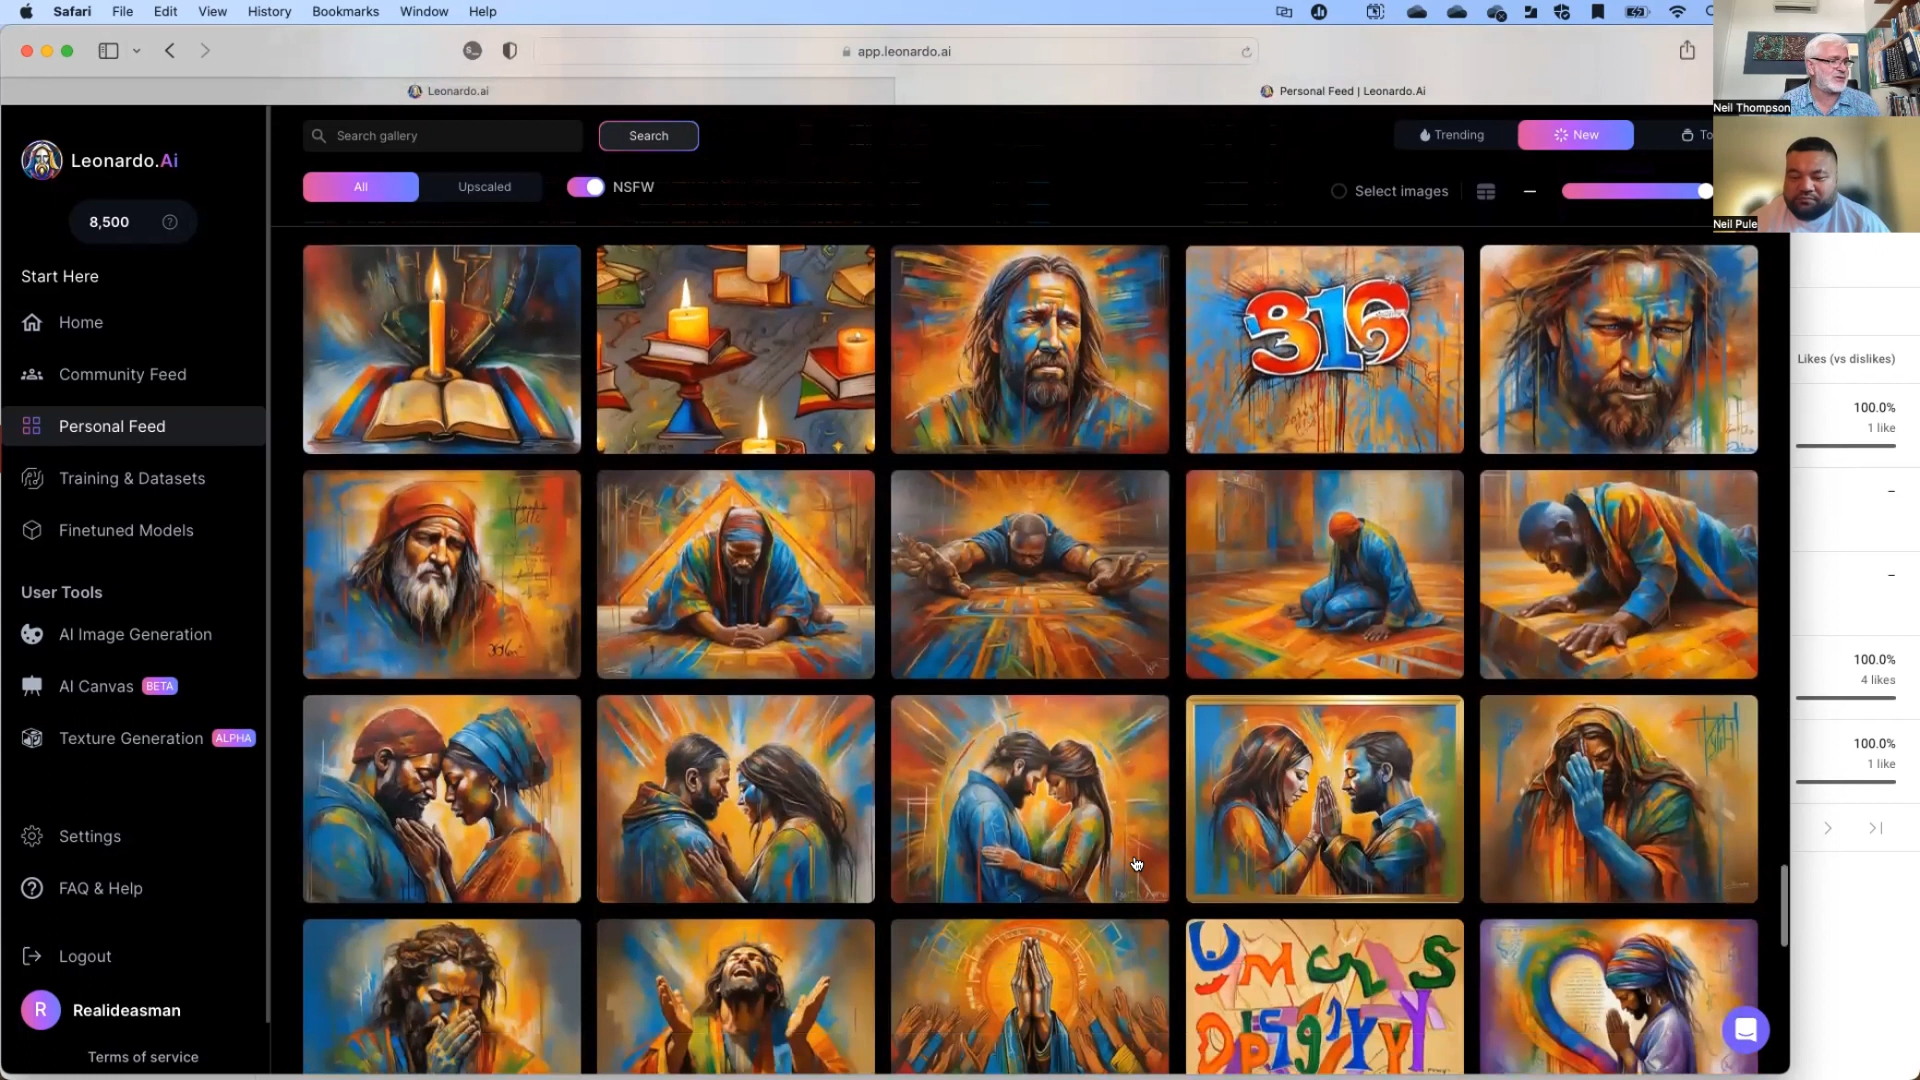 Safari File Edit View History Bookmarks Window Help
app.leonardo.ai
Leonardo.ai
Personal Feed | Leonardo.Ai
Neil Thompson
Neil Pule
Leonardo.Ai
Search gallery
Search
Trending
New
To
All
Upscaled
NSFW
Select images
8,500
Start Here
Home
Community Feed
Personal Feed
Training & Datasets
Finetuned Models
User Tools
AI Image Generation
AI Canvas BETA
Texture Generation ALPHA
Settings
FAQ & Help
Logout
R Realideasman
Terms of service
316
Likes (vs dislikes)
100.0%
1 like
–
–
100.0%
4 likes
100.0%
1 like